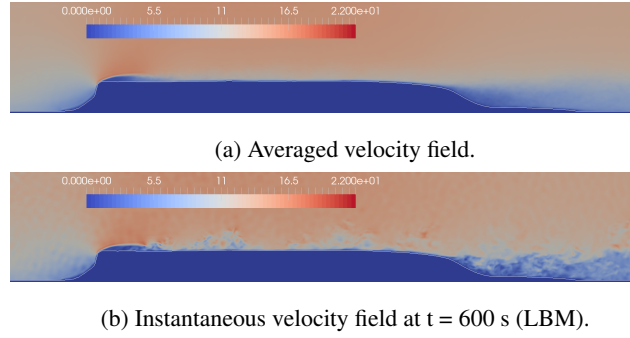 0.000e+00 5.5 11 16.5 2.200e+01
(a) Averaged velocity field.
0.000e+00 5.5 11 16.5 2.200e+01
(b) Instantaneous velocity field at t = 600 s (LBM).